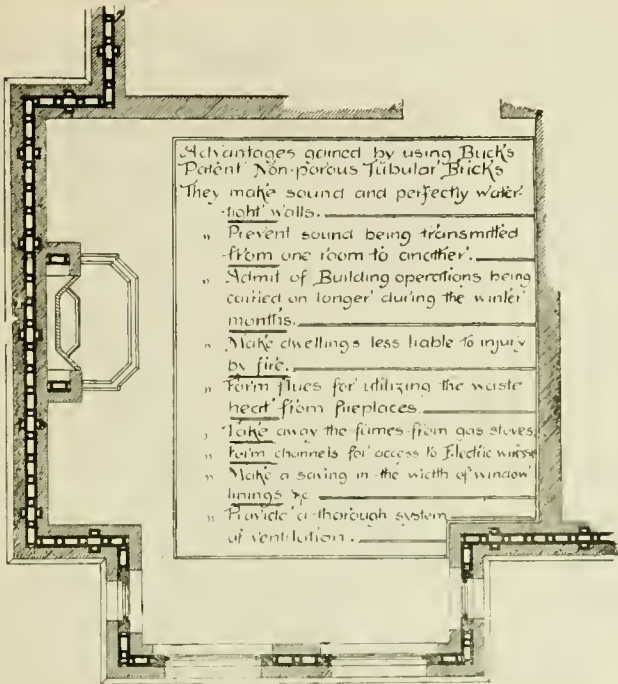 Advantages gained by using Buck's
Patent Non-porous Tubular Bricks
They make sound and perfectly water-
-tight walls.
„ Prevent sound being transmitted
from one room to another.
„ Admit of Building operations being
carried on longer during the winter
months.
„ Make dwellings less liable to injury
by fire.
„ Form flues for utilizing the waste
heat from fireplaces.
„ Take away the fumes from gas stoves
„ Form channels for access to Electric wires
„ Make a saving in the width of window
linings &c
„ Provide a thorough system
of ventilation.